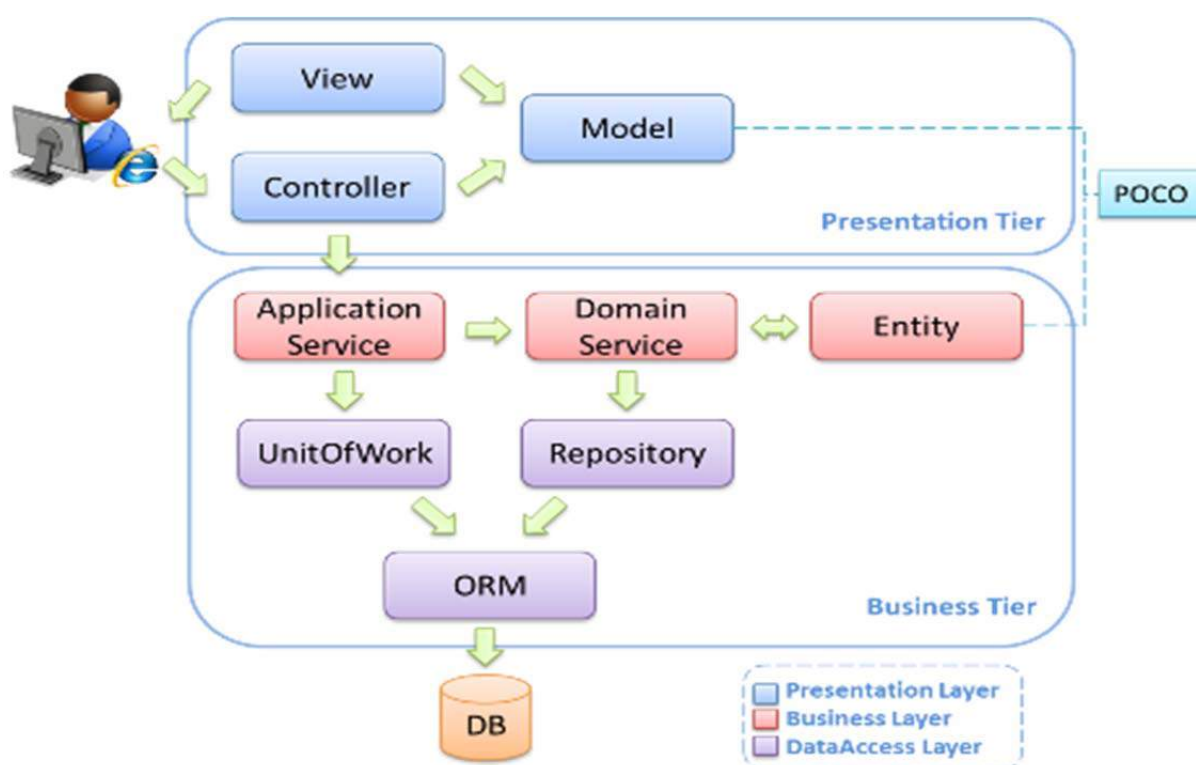 View
Model
Controller
POCO
Presentation Tier
Application
Service
Domain
Service
Entity
UnitOfWork
Repository
ORM
Business Tier
DB
Presentation Layer
Business Layer
DataAccess Layer